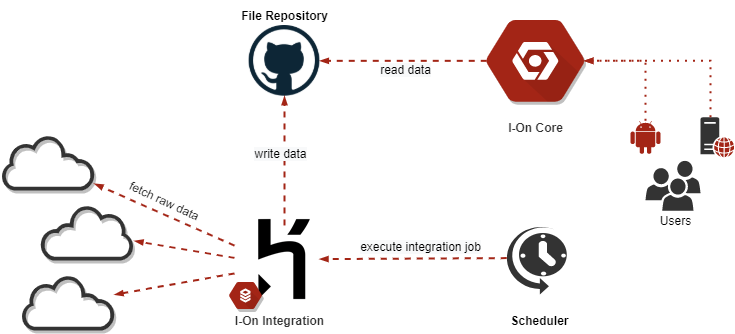 File Repository
read data
I-On Core
write data
fetch raw data
Users
execute integration job
I-On Integration
Scheduler